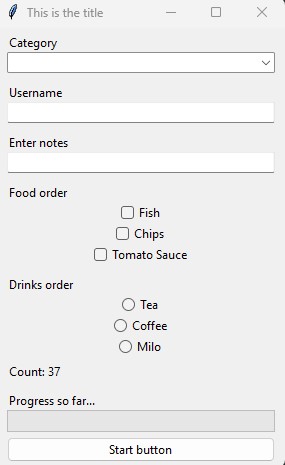 This is the title
Category
Username
Enter notes
Food order
Fish
Chips
Tomato Sauce
Drinks order
Tea
Coffee
Milo
Count: 37
Progress so far...
Start button